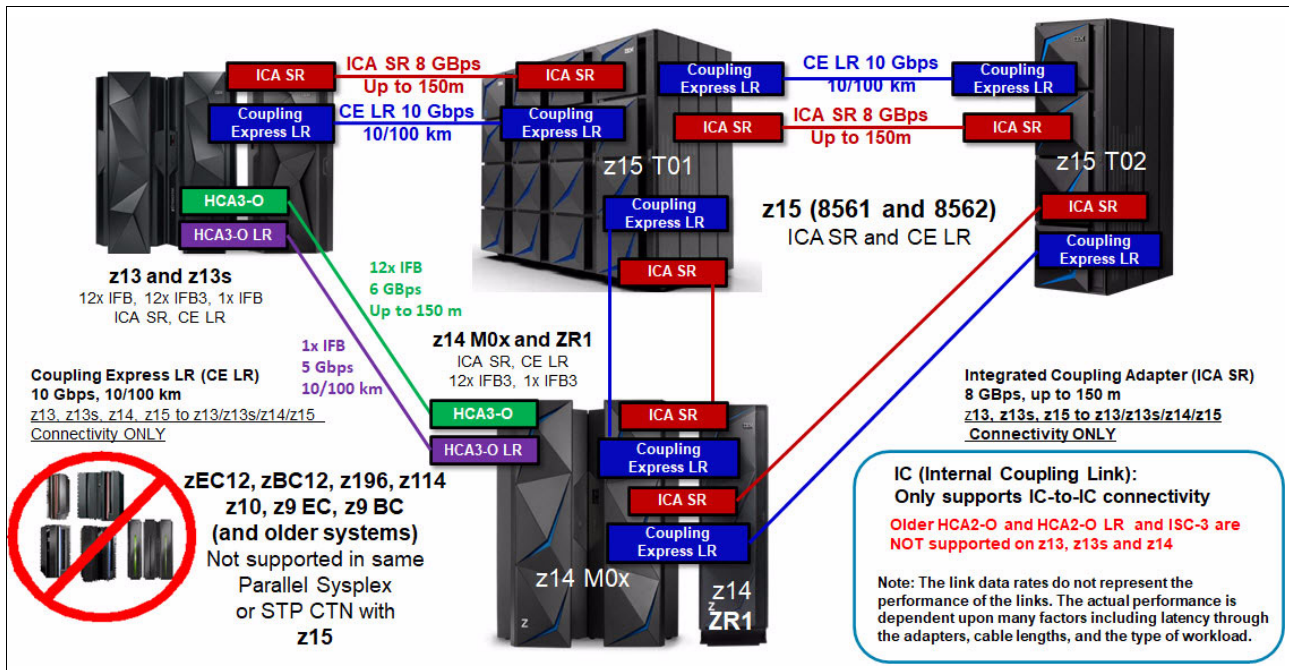 ICA SR
ICA SR 8 GBps
Up to 150m
ICA SR
Coupling
Express LR
CE LR 10 Gbps
10/100 km
Coupling
Express LR
Coupling
Express LR
CE LR 10 Gbps
10/100 km
Coupling
Express LR
ICA SR
ICA SR 8 GBps
Up to 150m
ICA SR
z15 T01
z15 T02
HCA3-O
HCA3-O LR
Coupling
Express LR
ICA SR
z15 (8561 and 8562)
ICA SR and CE LR
ICA SR
Coupling
Express LR
z13 and z13s
12x IFB, 12x IFB3, 1x IFB
ICA SR, CE LR
12x IFB
6 GBps
Up to 150 m
1x IFB
5 Gbps
10/100 km
z14 M0x and ZR1
ICA SR, CE LR
12x IFB3, 1x IFB3
Coupling Express LR (CE LR)
10 Gbps, 10/100 km
z13, z13s, z14, z15 to z13/z13s/z14/z15
Connectivity ONLY
Integrated Coupling Adapter (ICA SR)
8 GBps, up to 150 m
z13, z13s, z15 to z13/z13s/z14/z15
Connectivity ONLY
HCA3-O
HCA3-O LR
ICA SR
Coupling
Express LR
ICA SR
Coupling
Express LR
z14 M0x
z14
z
ZR1
z
zEC12, zBC12, z196, z114
z10, z9 EC, z9 BC
(and older systems)
Not supported in same
Parallel Sysplex
or STP CTN with
z15
IC (Internal Coupling Link):
Only supports IC-to-IC connectivity
Older HCA2-O and HCA2-O LR and ISC-3 are
NOT supported on z13, z13s and z14
Note: The link data rates do not represent the
performance of the links. The actual performance is
dependent upon many factors including latency through
the adapters, cable lengths, and the type of workload.